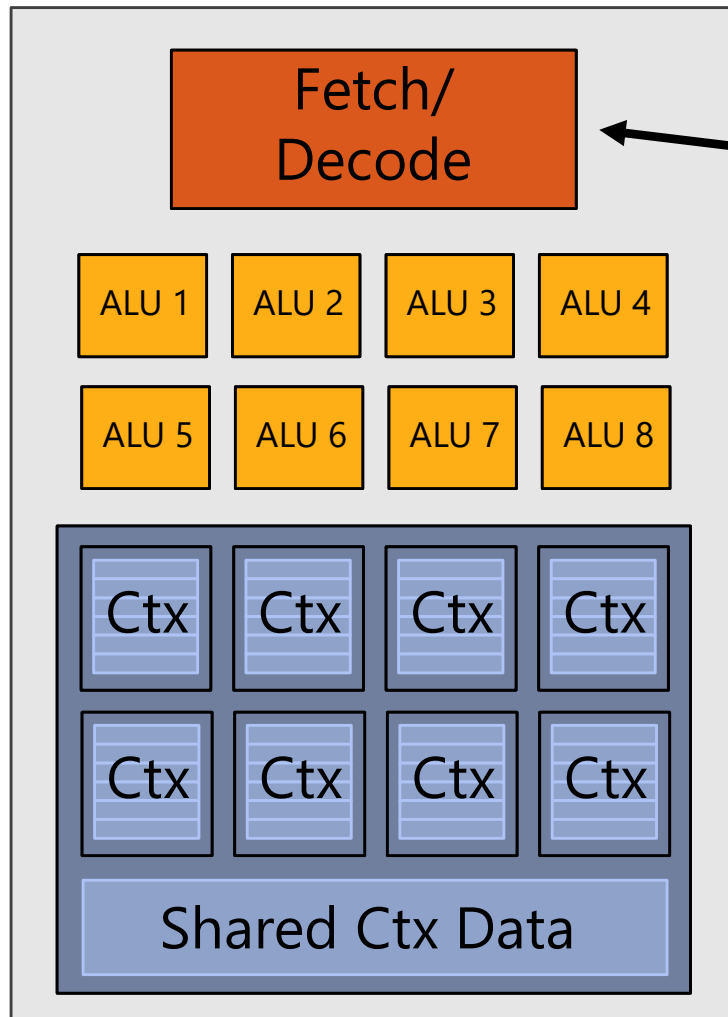 Fetch/
Decode
ALU 1 ALU 2 ALU 3 ALU 4
ALU 5 ALU 6 ALU 7 ALU 8
Ctx Ctx Ctx Ctx
Ctx Ctx Ctx Ctx
Shared Ctx Data